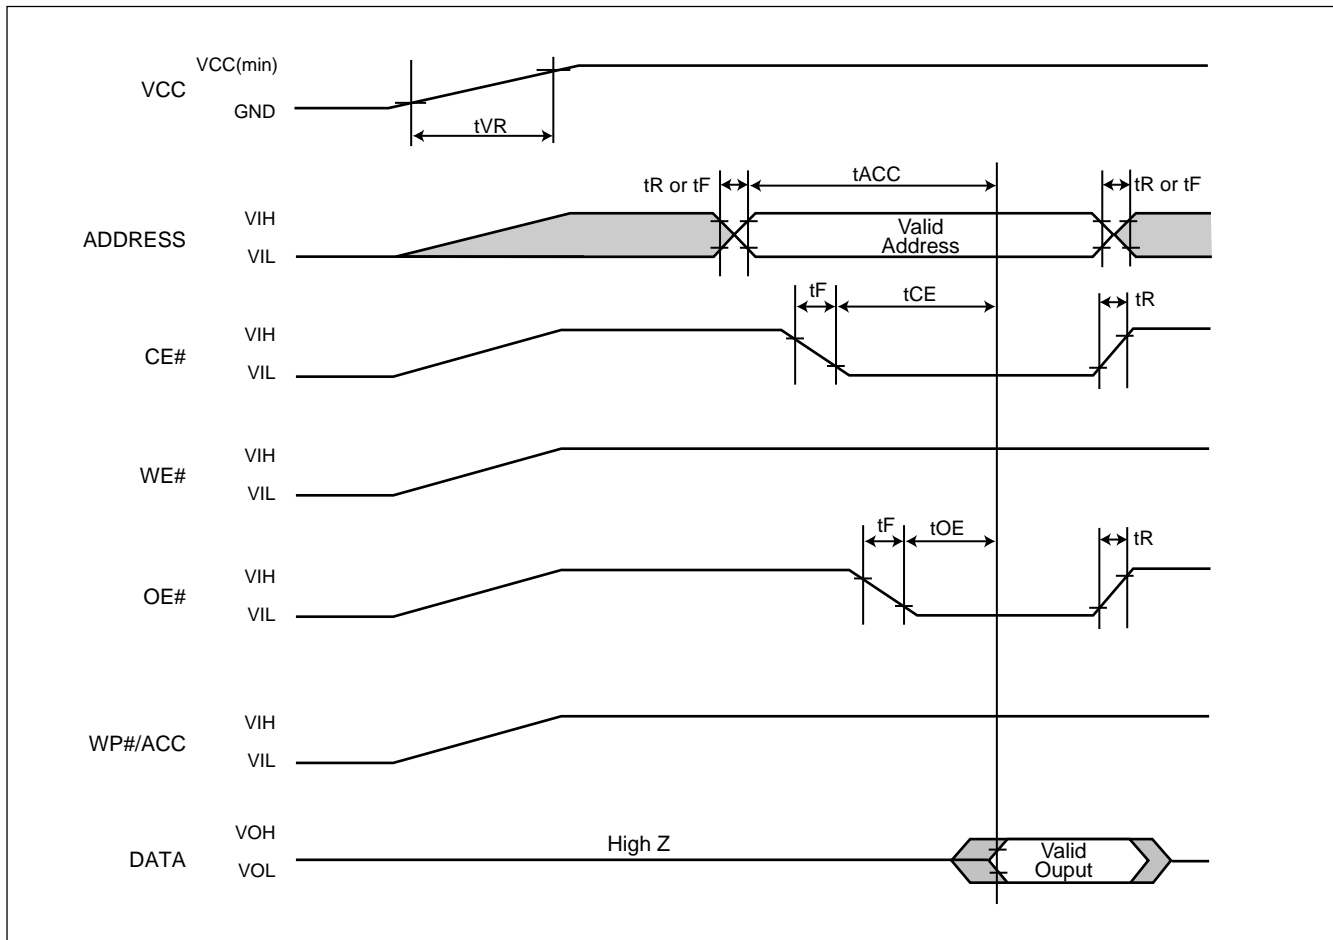 VCC
VCC(min)
GND
tVR
ADDRESS
VIH
VIL
tR or tF
tACC
tR or tF
Valid
Address
CE#
VIH
VIL
tF
tCE
tR
WE#
VIH
VIL
OE#
VIH
VIL
tF
tOE
tR
WP#/ACC
VIH
VIL
DATA
VOH
VOL
High Z
Valid
Ouput